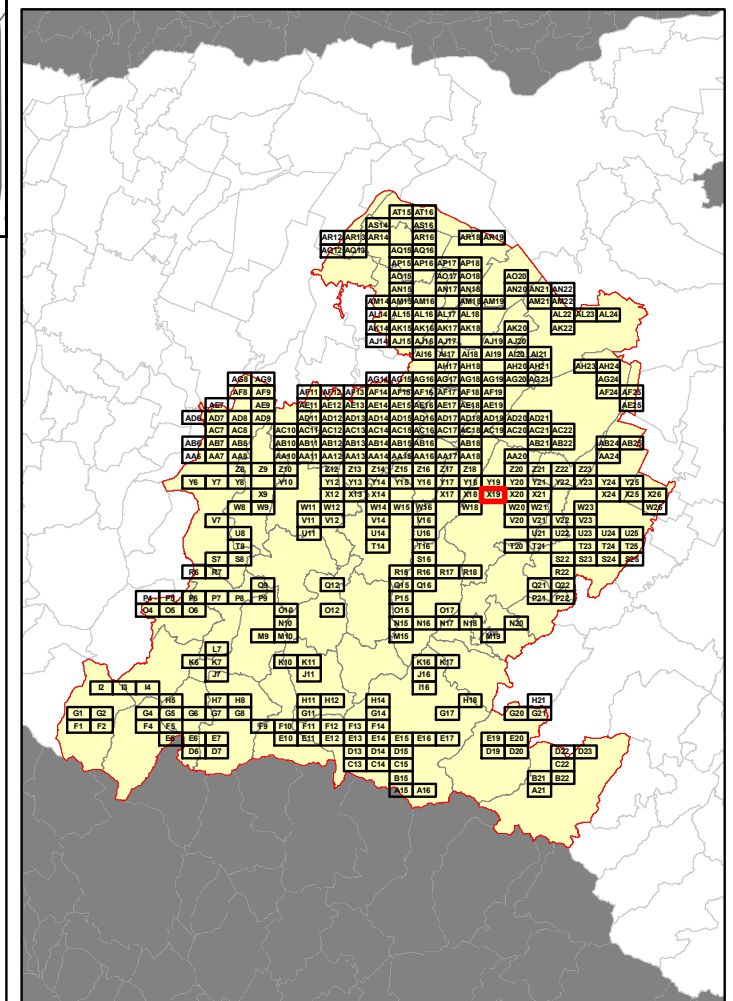 AT15 AT16
AS14 AS16
AR12 AR13 AR14 AR16 AR18 AR19
AQ12 AQ13 AQ15 AQ16
AP15 AP16 AP17 AP18
AO15 AO17 AO18 AO20
AN15 AN17 AN18 AN20 AN21 AN22
AM14 AM15 AM16 AM18 AM19 AM21 AM22
AL14 AL15 AL16 AL17 AL18 AL22 AL23 AL24
AK14 AK15 AK16 AK17 AK18 AK20 AK22
AJ14 AJ15 AJ16 AJ17 AJ19 AJ20
AI16 AI17 AI18 AI19 AI20 AI21
AH17 AH18 AH20 AH21 AH23 AH24
AG8 AG9 AG14 AG15 AG16 AG17 AG18 AG19 AG20 AG21 AG24
AF8 AF9 AF11 AF12 AF13 AF14 AF15 AF16 AF17 AF18 AF19 AF24 AF25
AE7 AE9 AE11 AE12 AE13 AE14 AE15 AE16 AE17 AE18 AE19 AE25
AD6 AD7 AD8 AD9 AD11 AD12 AD13 AD14 AD15 AD16 AD17 AD18 AD19 AD20 AD21
AC7 AC8 AC10 AC11 AC12 AC13 AC14 AC15 AC16 AC17 AC18 AC19 AC20 AC21 AC22
AB6 AB7 AB8 AB10 AB11 AB12 AB13 AB14 AB15 AB16 AB18 AB21 AB22 AB24 AB25
AA6 AA7 AA8 AA10 AA11 AA12 AA13 AA14 AA15 AA16 AA17 AA18 AA20 AA24
Z8 Z9 Z10 Z12 Z13 Z14 Z15 Z16 Z17 Z18 Z20 Z21 Z22 Z23
Y6 Y7 Y8 Y10 Y12 Y13 Y14 Y15 Y16 Y17 Y18 Y19 Y20 Y21 Y22 Y23 Y24 Y25
X9 X12 X13 X14 X17 X18 X19 X20 X21 X24 X25 X26
W8 W9 W11 W12 W14 W15 W16 W18 W20 W21 W23 W26
V7 V11 V12 V14 V16 V20 V21 V22 V23
U8 U11 U14 U16 U21 U22 U23 U24 U25
T8 T14 T16 T20 T21 T23 T24 T25
S7 S8 S16 S22 S23 S24 S25
R6 R7 R15 R16 R17 R18 R22
Q9 Q12 Q15 Q16 Q21 Q22
P4 P5 P6 P7 P8 P9 P15 P21 P22
O4 O5 O6 O10 O12 O15 O17
N10 N15 N16 N17 N18 N20
M9 M10 M15 M19
L7
K6 K7 K10 K11 K16 K17
J7 J11 J16
I2 I3 I4 I16
H5 H7 H8 H11 H12 H14 H18 H21
G1 G2 G4 G5 G6 G7 G8 G11 G14 G17 G20 G21
F1 F2 F4 F5 F9 F10 F11 F12 F13 F14
E5 E6 E7 E10 E11 E12 E13 E14 E15 E16 E17 E19 E20
D6 D7 D13 D14 D15 D19 D20 D22 D23
C13 C14 C15 C22
B15 B21 B22
A15 A16 A21